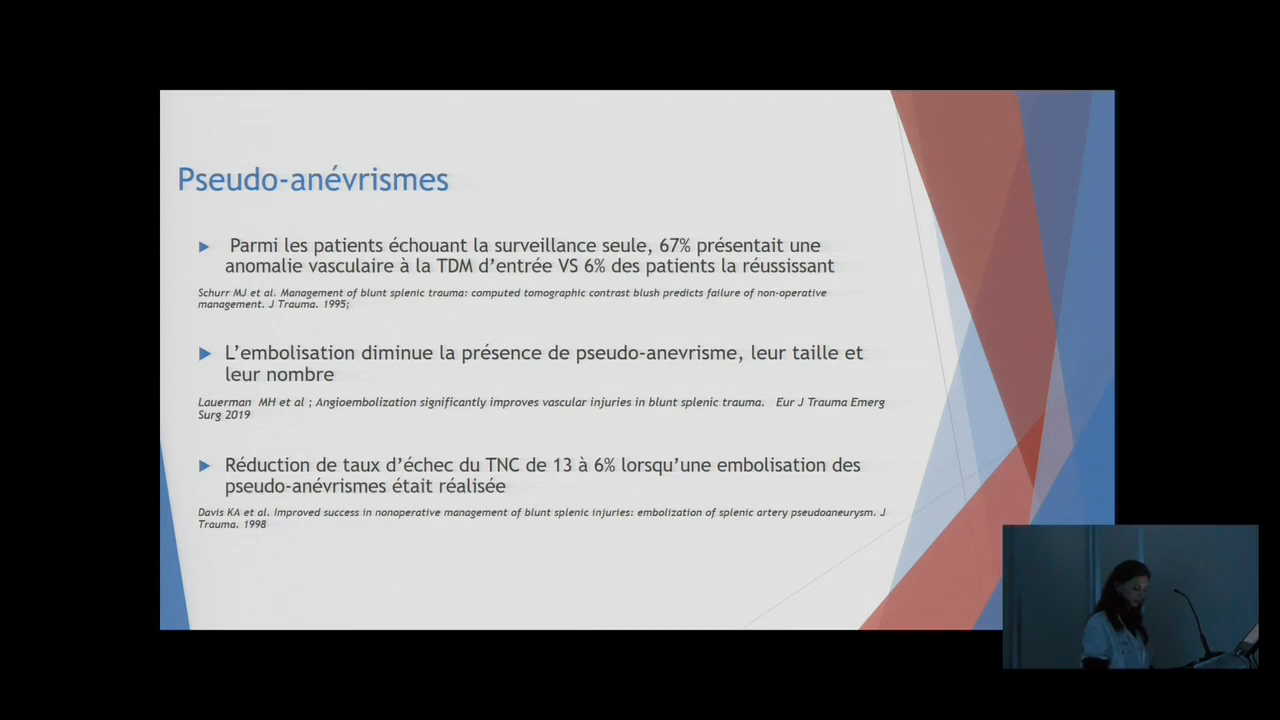 Pseudo-anévrismes
Parmi les patients échouant la surveillance seule, 67% présentait une
anomalie vasculaire à la TDM d'entrée VS 6% des patients la réussissant
Schurr MJ et al. Management of blunt splenic trauma: computed tomographic contrast blush predicts failure of non-operative
management. J Trauma. 1995;
L'embolisation diminue la présence de pseudo-anevrisme, leur taille et
leur nombre
Lauerman MH et al ; Angioembolization significantly improves vascular injuries in blunt splenic trauma. Eur J Trauma Emerg
Surg 2019
Réduction de taux d'échec du TNC de 13 à 6% lorsqu'une embolisation des
pseudo-anévrismes était réalisée
Davis KA et al. Improved success in nonoperative management of blunt splenic injuries: embolization of splenic artery pseudoaneurysm. J
Trauma. 1998